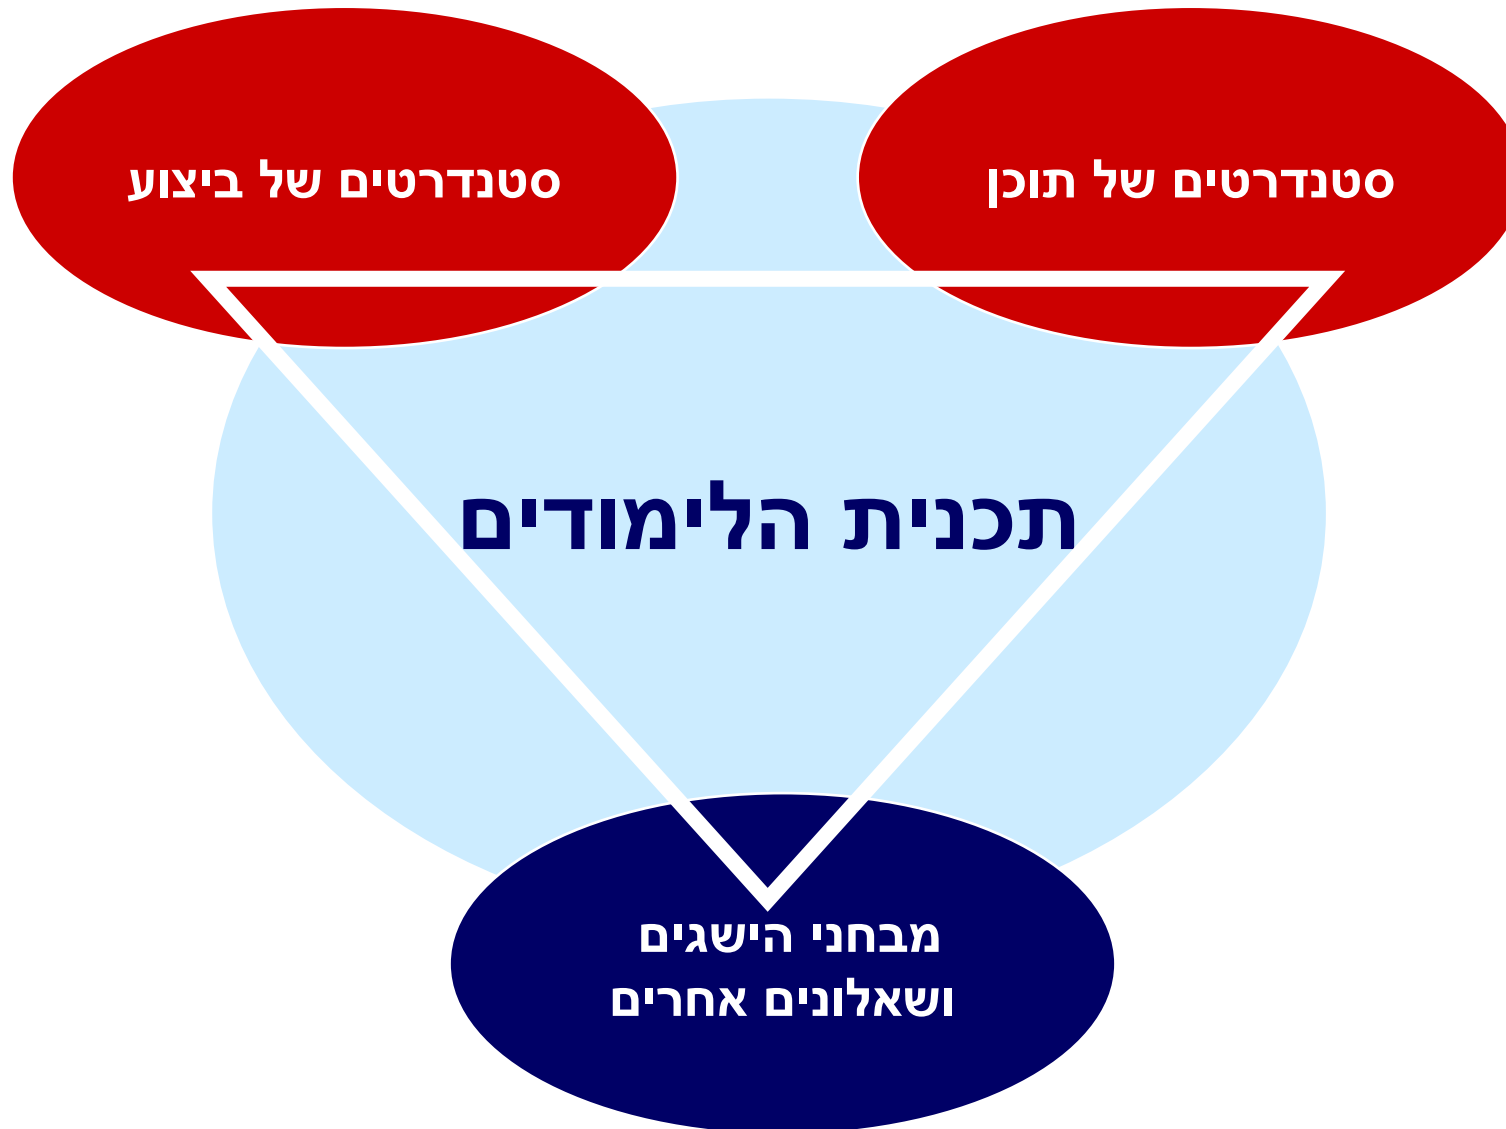 סטנדרטים של תוכן
סטנדרטים של ביצוע
תכנית הלימודים
מבחני הישגים
ושאלונים אחרים